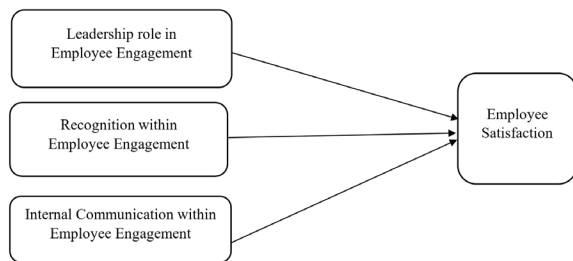 Leadership role in
Employee Engagement
Recognition within
Employee Engagement
Internal Communication within
Employee Engagement
Employee
Satisfaction